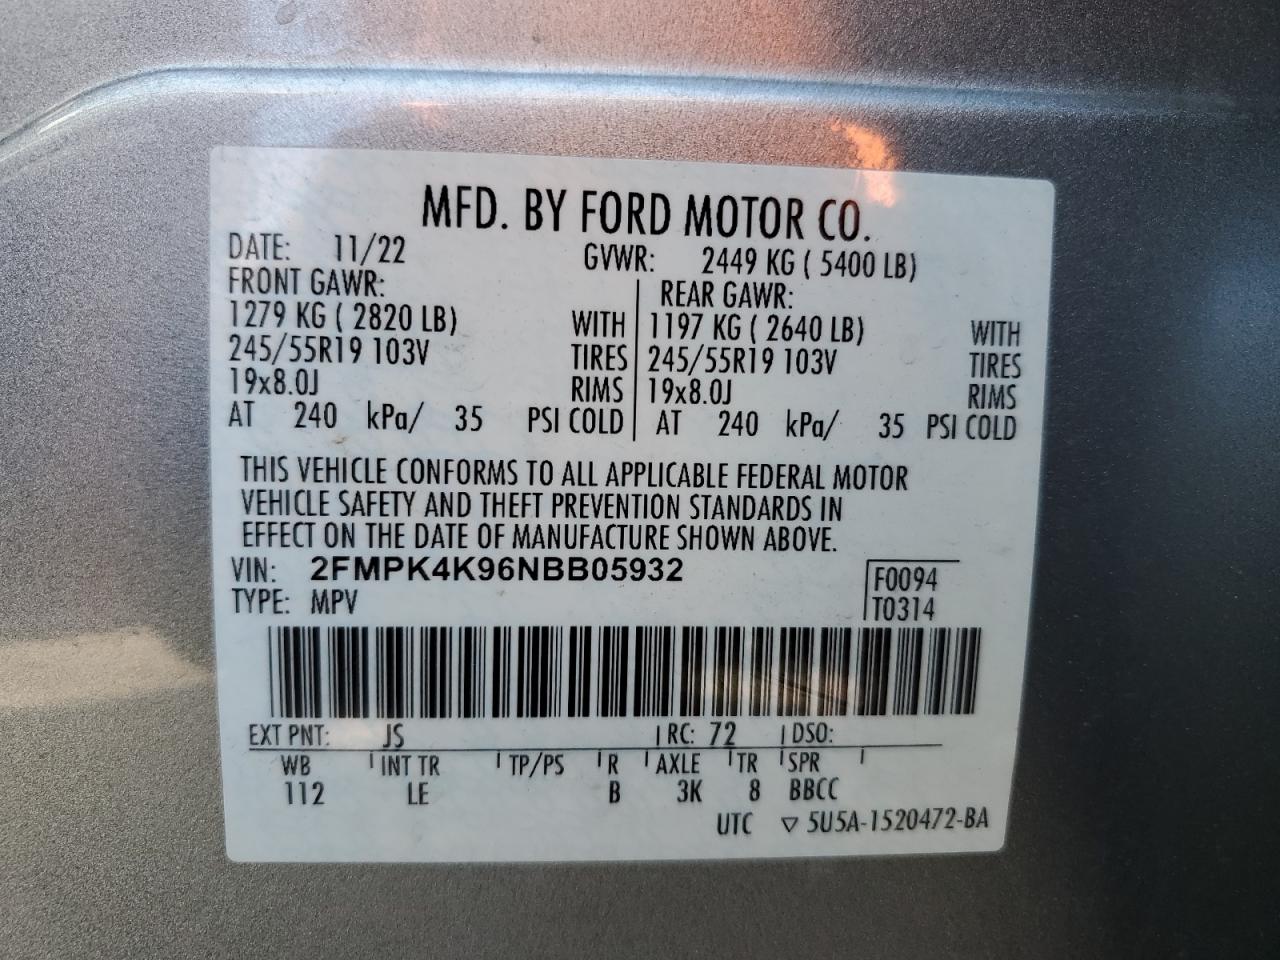 MFD. BY FORD MOTOR CO.
DATE: 11/22 GVWR: 2449 KG ( 5400 LB)
FRONT GAWR: REAR GAWR:
1279 KG ( 2820 LB) WITH 1197 KG ( 2640 LB) WITH
245/55R19 103V TIRES 245/55R19 103V TIRES
19x8.0J RIMS 19x8.0J RIMS
AT 240 kPa/ 35 PSI COLD AT 240 kPa/ 35 PSI COLD
THIS VEHICLE CONFORMS TO ALL APPLICABLE FEDERAL MOTOR
VEHICLE SAFETY AND THEFT PREVENTION STANDARDS IN
EFFECT ON THE DATE OF MANUFACTURE SHOWN ABOVE.
VIN: 2FMPK4K96NBB05932 F0094
TYPE: MPV T0314
EXT PNT: JS RC: 72 DSO:
WB INT TR TP/PS R AXLE TR SPR
112 LE B 3K 8 BBCC
UTC ▽ 5U5A-1520472-BA